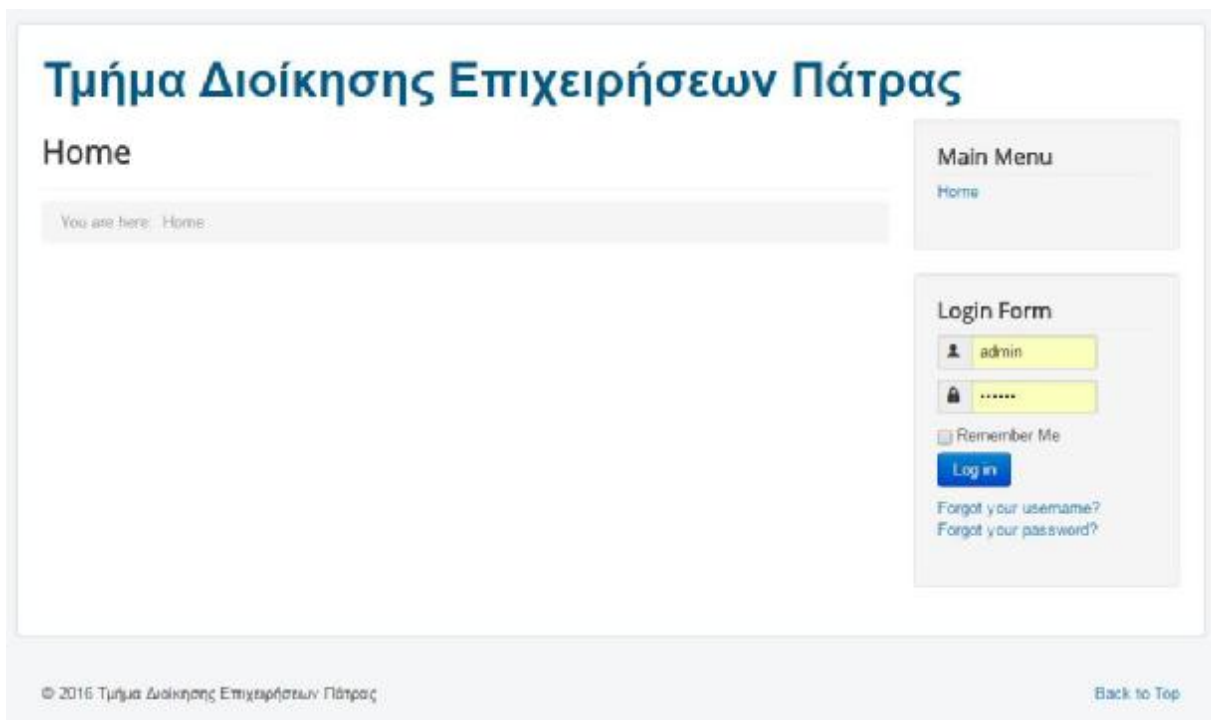 Τμήμα Διοίκησης Επιχειρήσεων Πάτρας
Home
You are here: Home
Main Menu
Home
Login Form
admin
••••••
Remember Me
Log in
Forgot your username?
Forgot your password?
© 2016 Τμήμα Διοίκησης Επιχειρήσεων Πάτρας
Back to Top